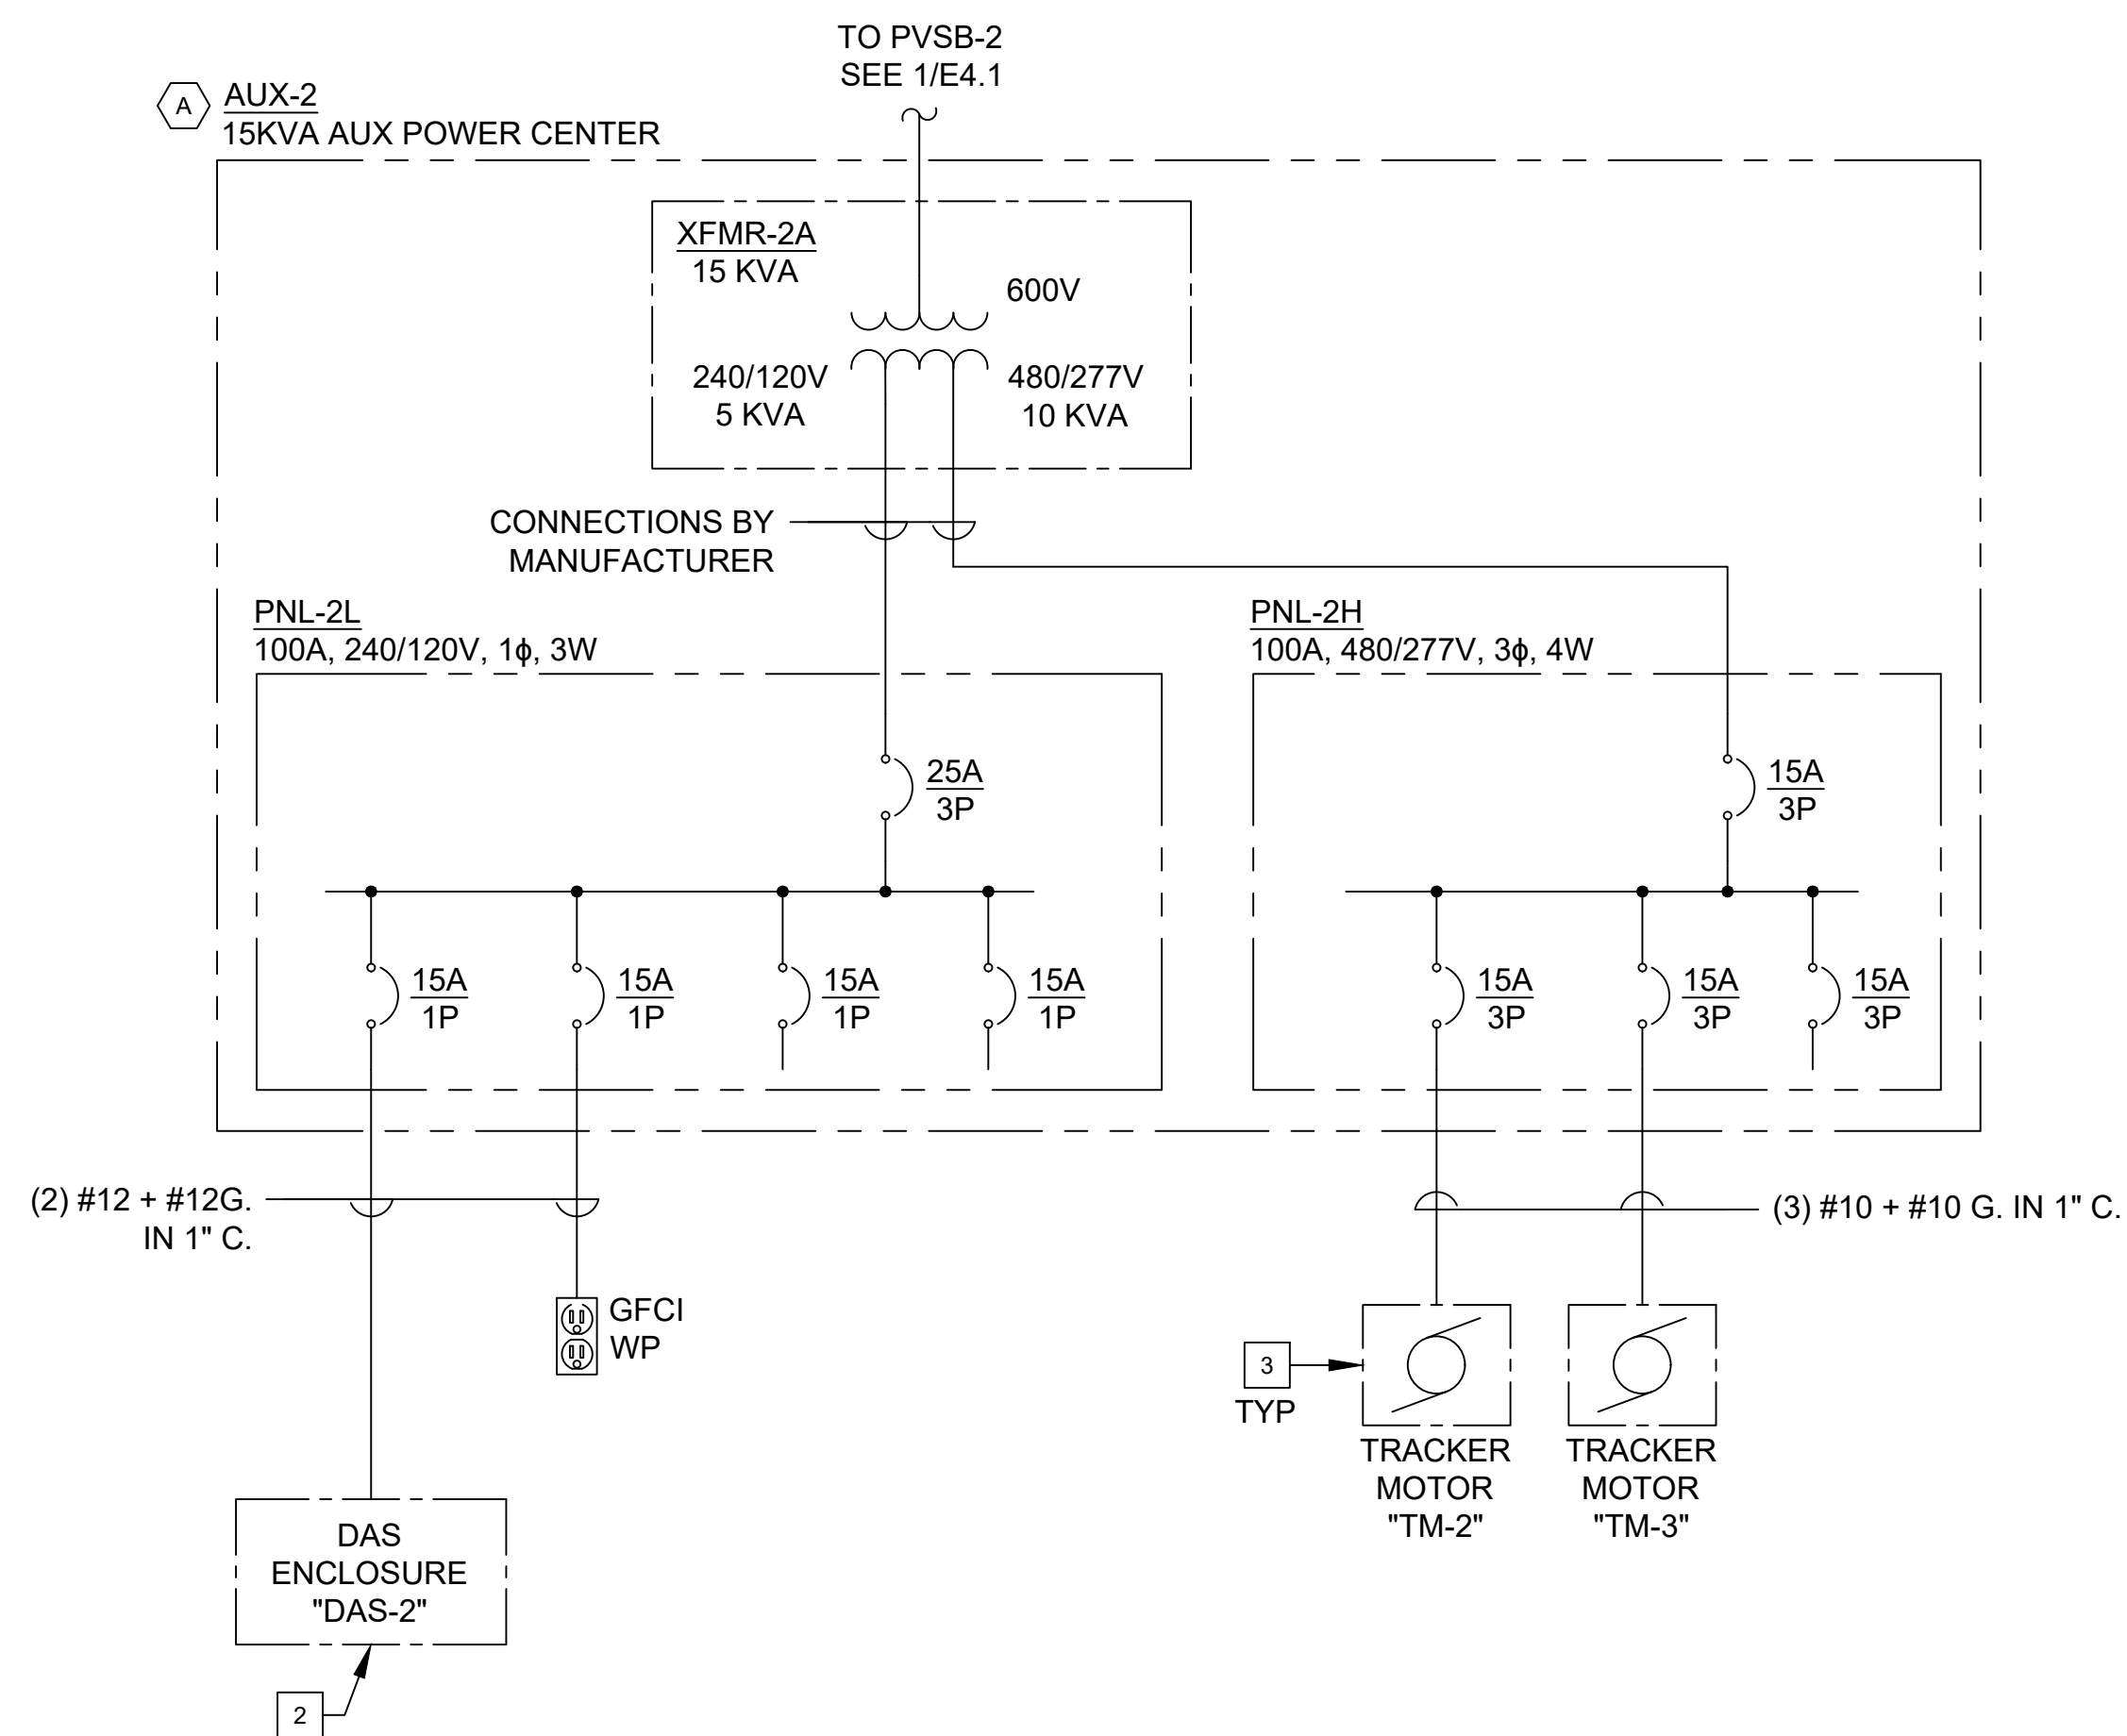 TO PVSB-2
SEE 1/E4.1
A
AUX-2
15KVA AUX POWER CENTER
XFMR-2A
15 KVA
600V
240/120V
5 KVA
480/277V
10 KVA
CONNECTIONS BY
MANUFACTURER
PNL-2L
100A, 240/120V, 1ϕ, 3W
PNL-2H
100A, 480/277V, 3ϕ, 4W
25A
3P
15A
3P
15A
1P
15A
1P
15A
1P
15A
1P
15A
3P
15A
3P
15A
3P
(2) #12 + #12G.
IN 1" C.
(3) #10 + #10 G. IN 1" C.
GFCI
WP
3
TYP
TRACKER
MOTOR
"TM-2"
TRACKER
MOTOR
"TM-3"
DAS
ENCLOSURE
"DAS-2"
2